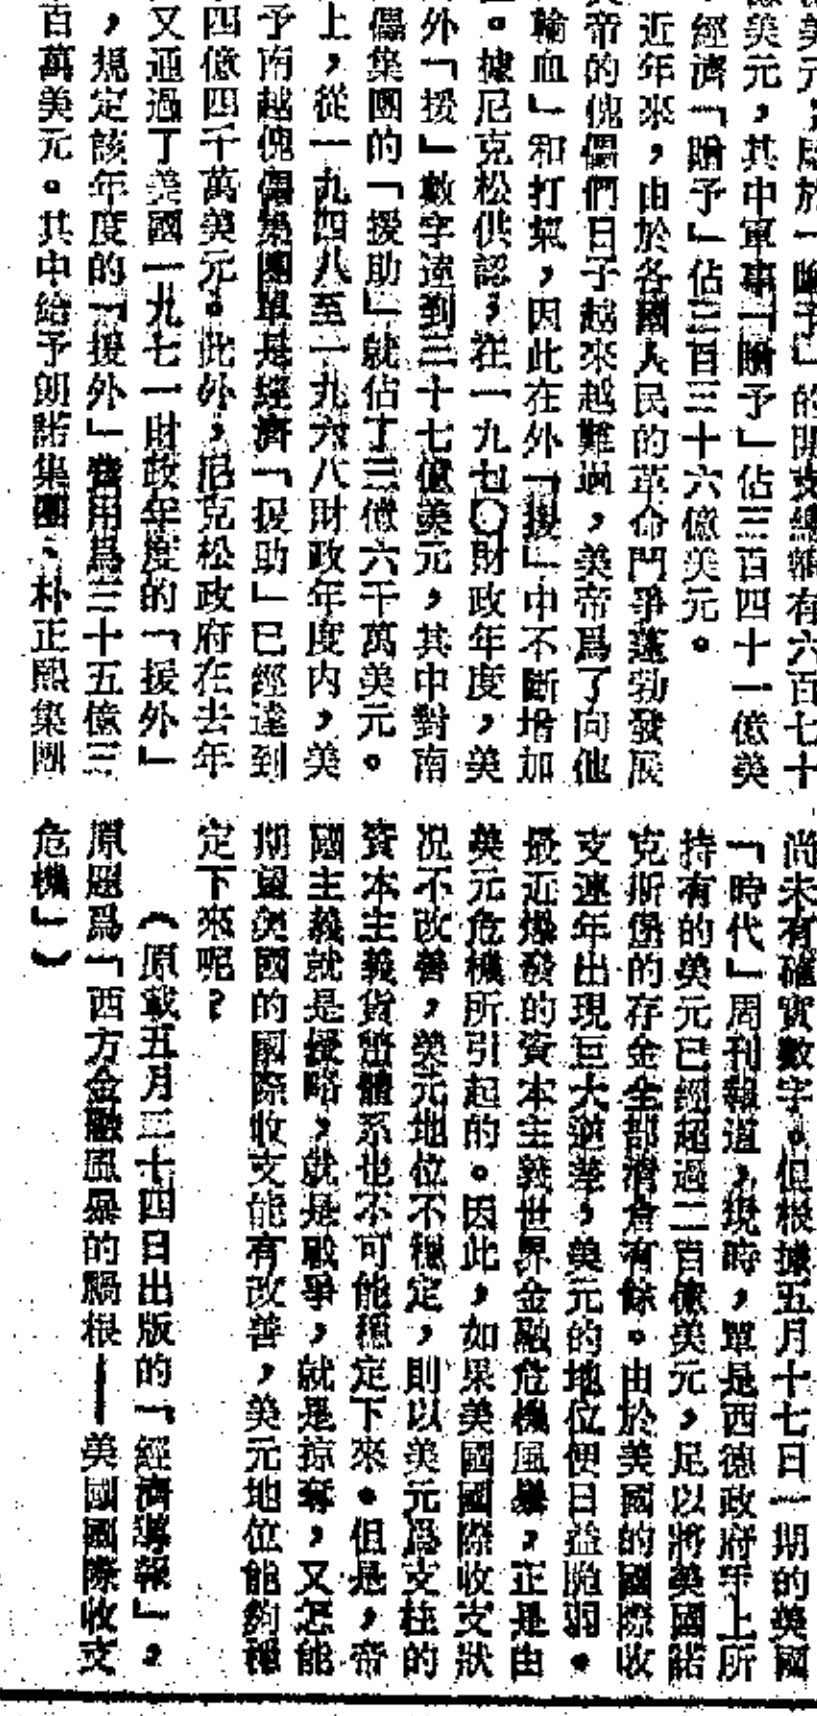 美元，屬於「贈予」的開支總額有六百七十
億美元，其中軍事「贈予」佔三百四十一億美
經濟「贈予」佔三百三十六億美元。
近年來，由於各國人民的革命鬥爭蓬勃發展
帝的傀儡們日子越來越難過，美帝爲了向他
輸血」和打氣，因此在外「援」中不斷增加
。據尼克松供認，在一九七〇財政年度，美
外「援」數字達到三十七億美元，其中對南
儡集團的「援助」就佔了三億六千萬美元。
上，從一九四八至一九六八財政年度內，美
予南越傀儡集團單是經濟「援助」已經達到
四億四千萬美元。此外，尼克松政府在去年
又通過了美國一九七一財政年度的「援外」
，規定該年度的「援外」費用爲三十五億三
百萬美元。其中給予朗諾集團、朴正熙集團
尚未有確實數字。但根據五月十七日一期的美國
「時代」周刊報道，現時，單是西德政府手上所
持有的美元已經超過二百億美元，足以將美國諾
克斯堡的存金全部清倉有餘。由於美國的國際收
支連年出現巨大逆差，美元的地位便日益脆弱。
最近爆發的資本主義世界金融危機風暴，正是由
美元危機所引起的。因此，如果美國國際收支狀
況不改善，美元地位不穩定，則以美元爲支柱的
資本主義貨幣體系也不可能穩定下來。但是，帝
國主義就是侵略，就是戰爭，就是掠奪，又怎能
期望美國的國際收支能有改善，美元地位能夠穩
定下來呢？
（原載五月二十四日出版的「經濟導報」，
原題爲「西方金融風暴的禍根——美國國際收支
危機」）